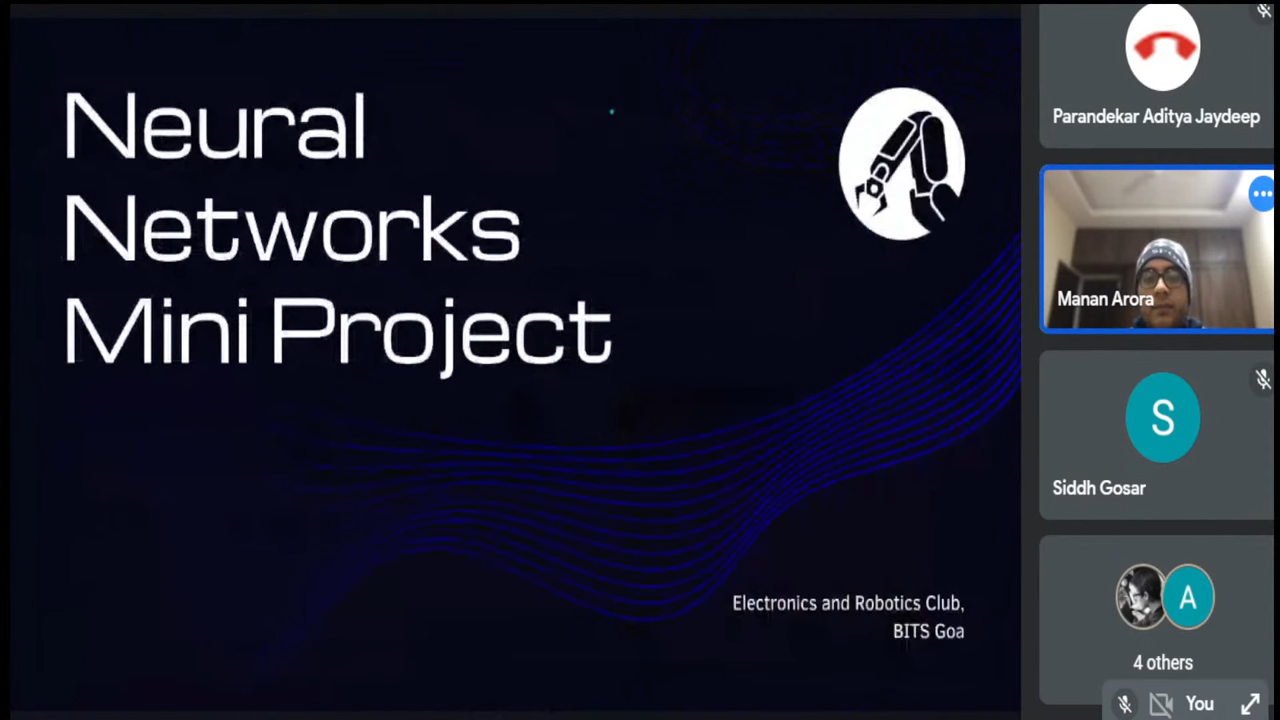 Neural
Networks
Mini Project
Electronics and Robotics Club,
BITS Goa
Parandekar Aditya Jaydeep
Manan Arora
Siddh Gosar
S
A
4 others
You